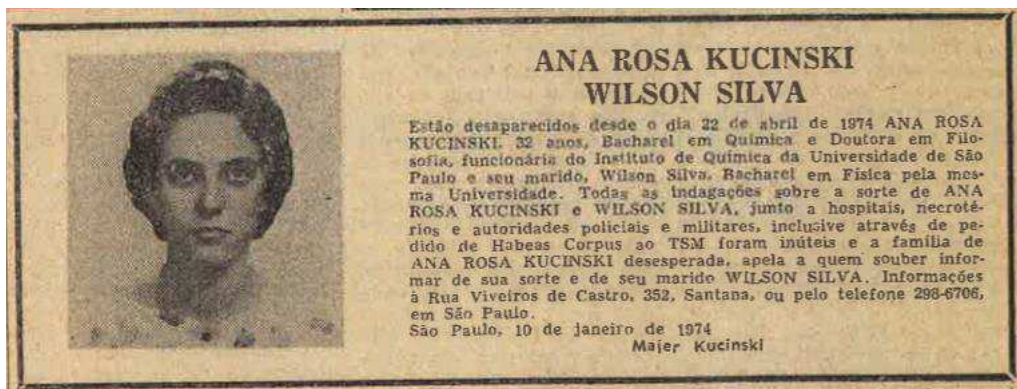 ANA ROSA KUCINSKI
WILSON SILVA
Estão desaparecidos desde o dia 22 de abril de 1974 ANA ROSA
KUCINSKI, 32 anos, Bacharel em Química e Doutora em Filo-
sofia, funcionária do Instituto de Química da Universidade de São
Paulo e seu marido, Wilson Silva, Bacharel em Física pela mes-
ma Universidade. Todas as indagações sobre a sorte de ANA
ROSA KUCINSKI e WILSON SILVA, junto a hospitais, necroté-
rios e autoridades policiais e militares, inclusive através de pe-
dido de Habeas Corpus ao TSM foram inúteis e a família de
ANA ROSA KUCINSKI desesperada, apela a quem souber infor-
mar de sua sorte e de seu marido WILSON SILVA. Informações
à Rua Viveiros de Castro, 352, Santana, ou pelo telefone 298-6706,
em São Paulo.
São Paulo, 10 de janeiro de 1974
Majer Kucinski